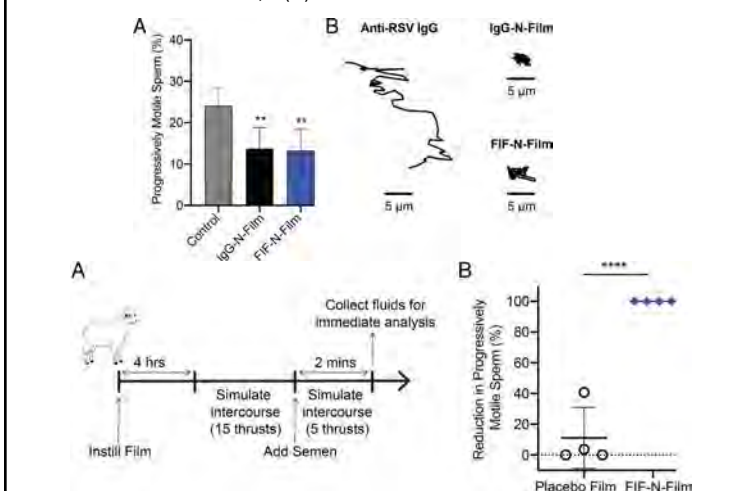 A
Progressively Motile Sperm (%)
40
30
20
10
0
**
**
Control
IgG-N-Film
FIF-N-Film
B
Anti-RSV IgG
5 µm
IgG-N-Film
5 µm
FIF-N-Film
5 µm
A
Collect fluids for
immediate analysis
4 hrs
2 mins
Simulate
intercourse
(15 thrusts)
Simulate
intercourse
(5 thrusts)
Instill Film
Add Semen
B
Reduction in Progressively
Motile Sperm (%)
100
80
60
40
20
0
****
Placebo Film
FIF-N-Film